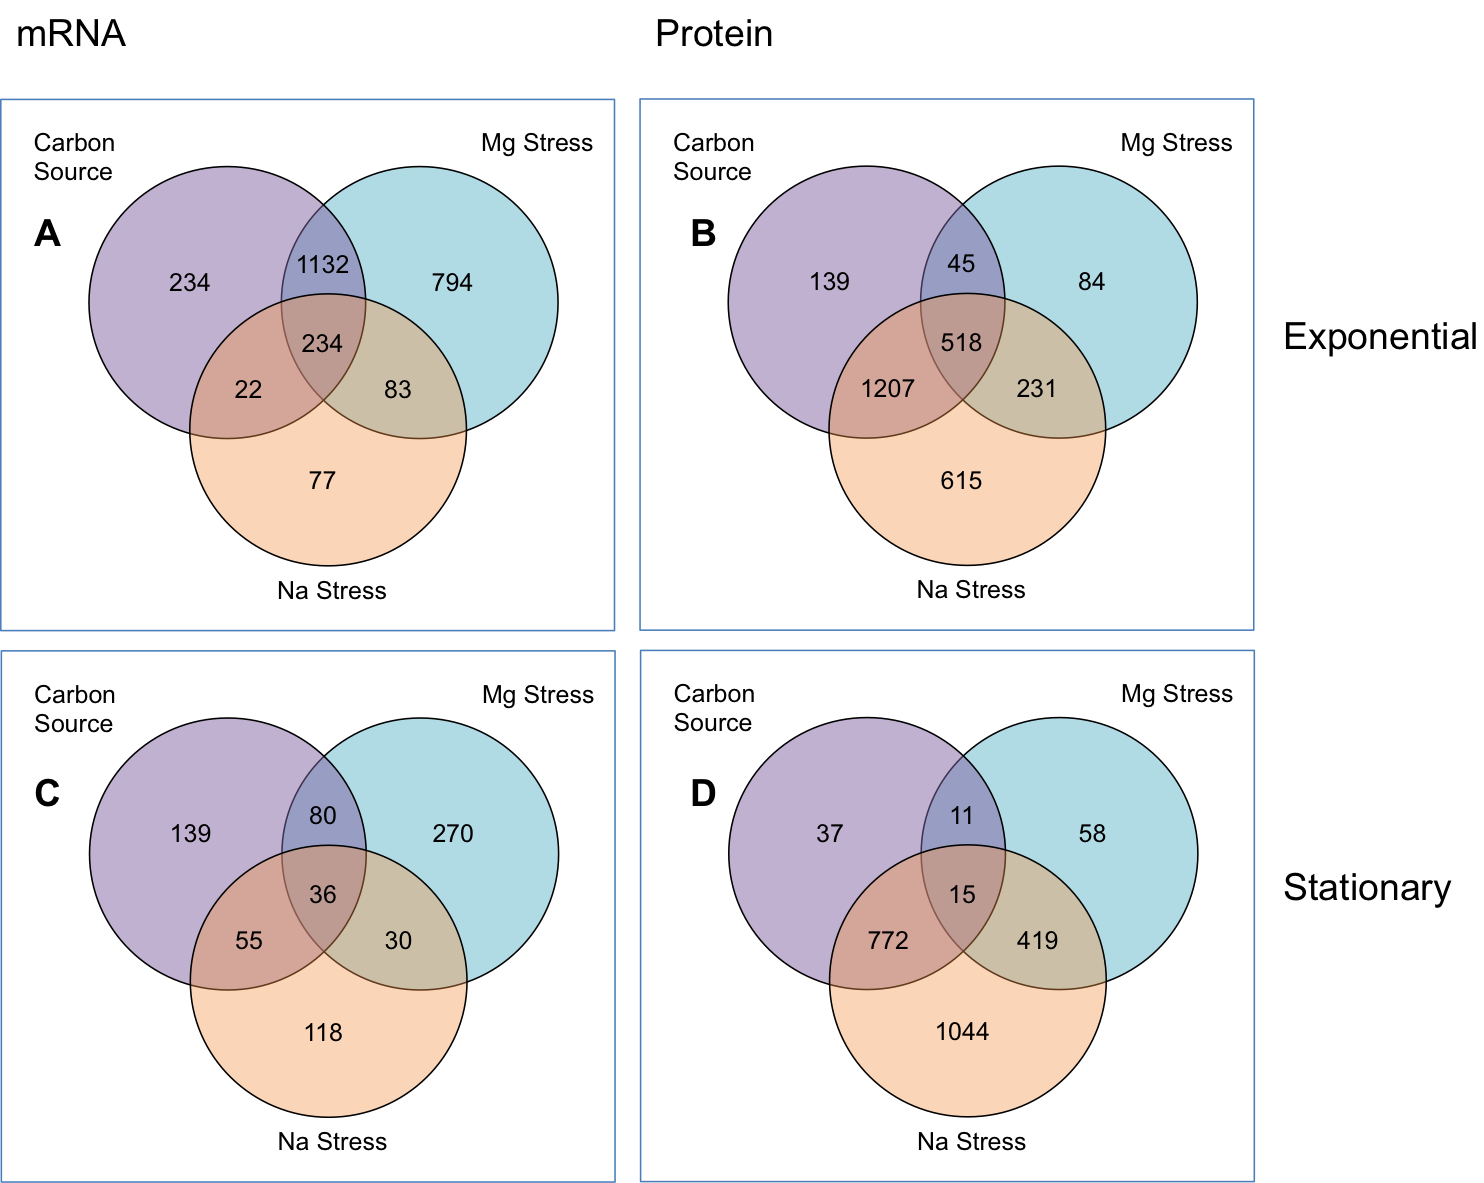 mRNA
Protein
Carbon
Source
Mg Stress
A
234
1132
794
234
22
83
77
Na Stress
Carbon
Source
Mg Stress
B
139
45
84
518
1207
231
615
Na Stress
Exponential
Carbon
Source
Mg Stress
C
139
80
270
36
55
30
118
Na Stress
Carbon
Source
Mg Stress
D
37
11
58
15
772
419
1044
Na Stress
Stationary